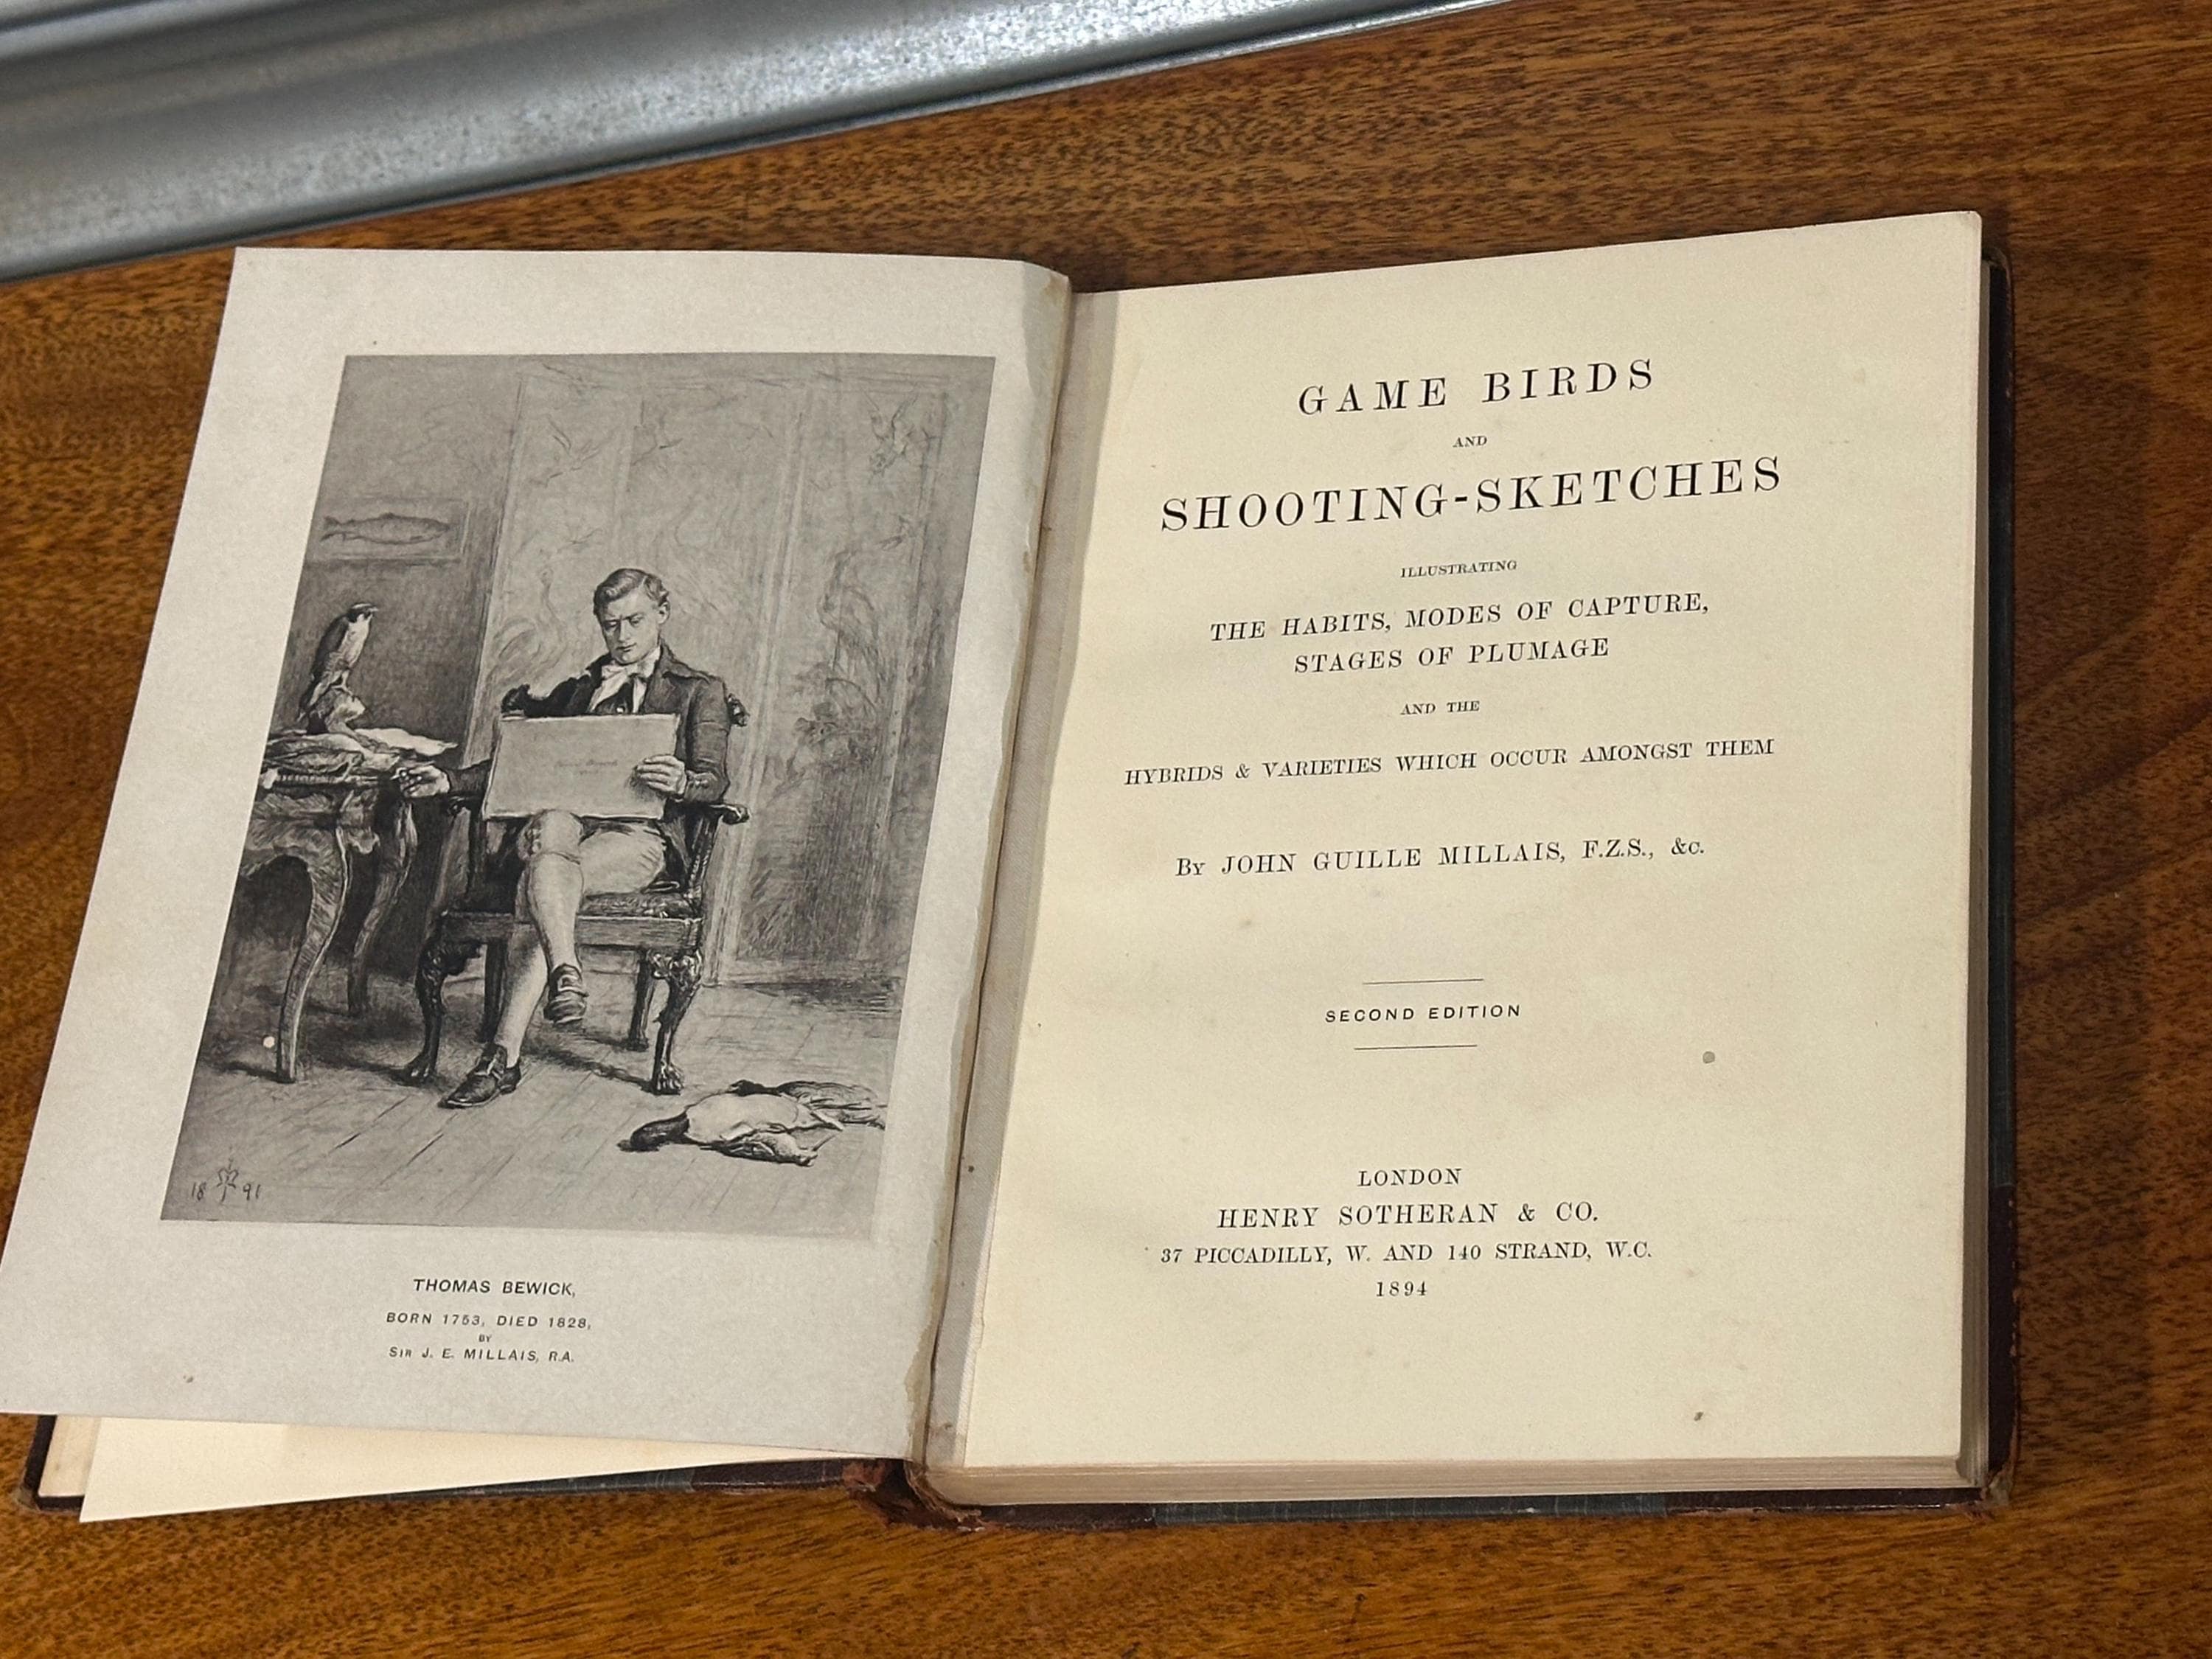 18 91
THOMAS BEWICK,
BORN 1753, DIED 1828,
BY
SIR J. E. MILLAIS, R.A.
GAME BIRDS
AND
SHOOTING-SKETCHES
ILLUSTRATING
THE HABITS, MODES OF CAPTURE,
STAGES OF PLUMAGE
AND THE
HYBRIDS & VARIETIES WHICH OCCUR AMONGST THEM
BY JOHN GUILLE MILLAIS, F.Z.S., &c.
SECOND EDITION
LONDON
HENRY SOTHERAN & CO.
37 PICCADILLY, W. AND 140 STRAND, W.C.
1894